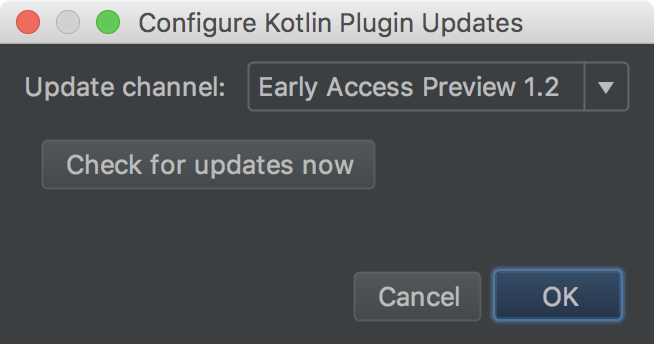 Configure Kotlin Plugin Updates
Update channel: Early Access Preview 1.2
Check for updates now
Cancel OK